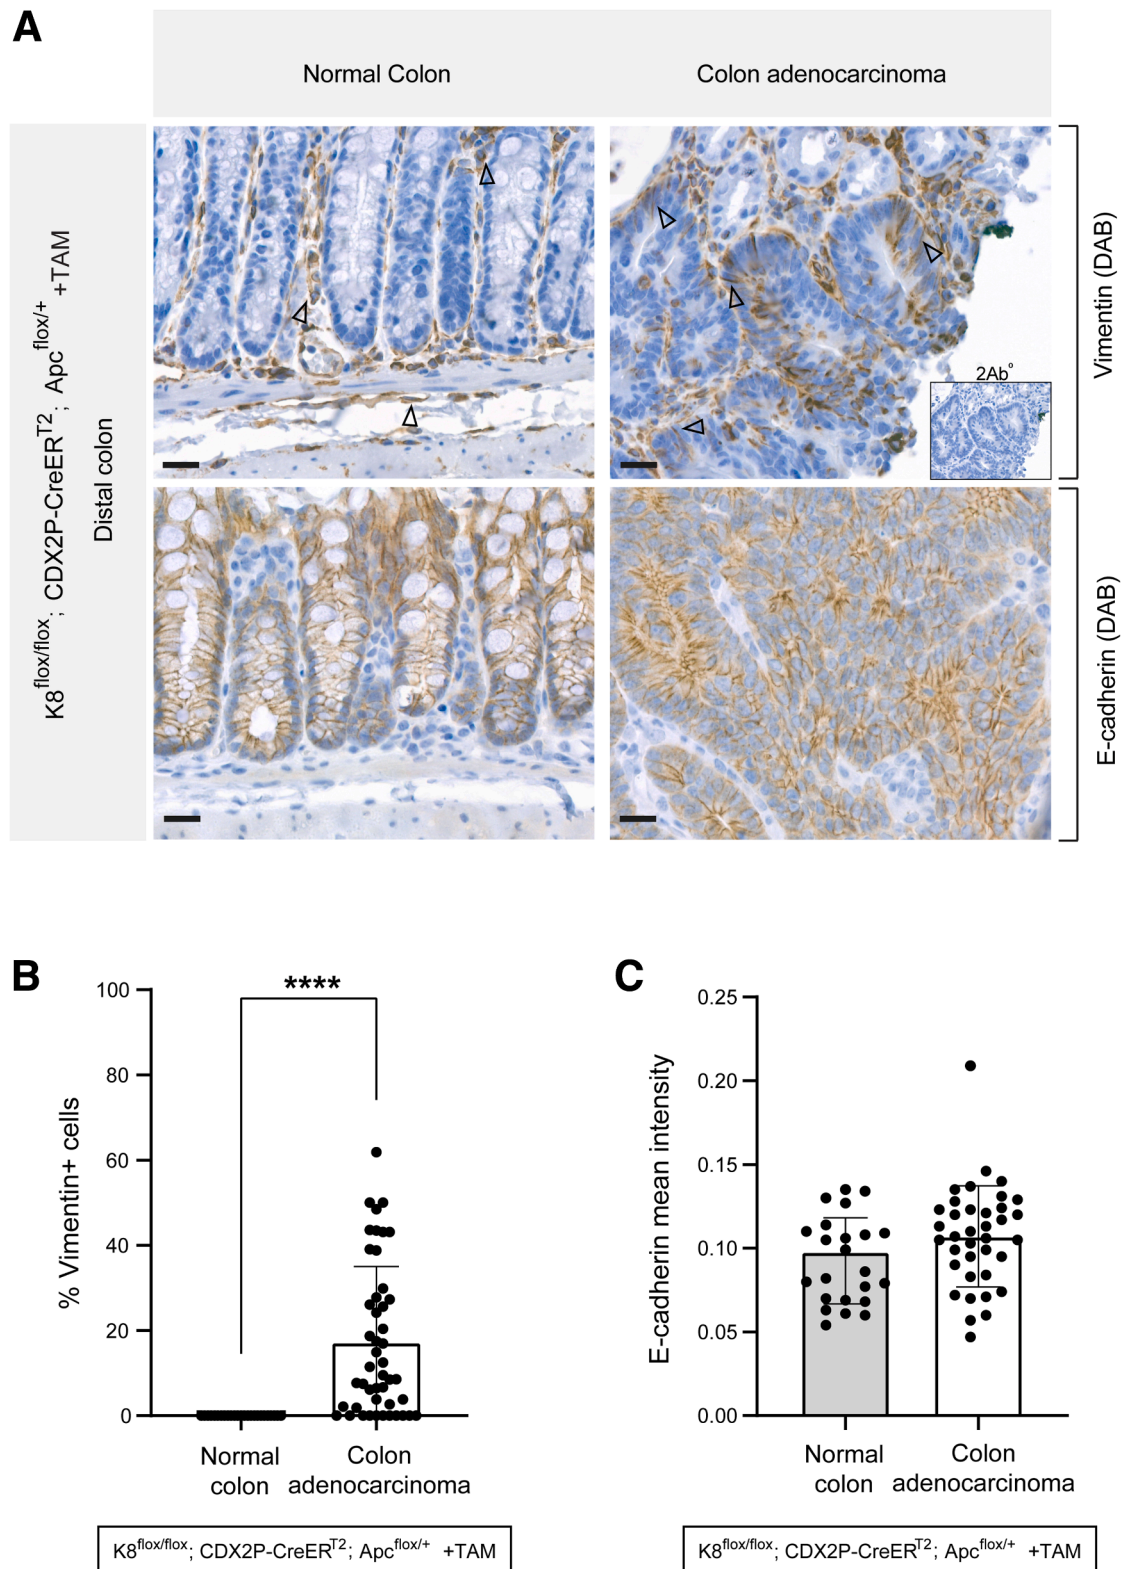 A
Normal Colon
Colon adenocarcinoma
K8flox/flox; CDX2P-CreERT2; Apcflox/+ +TAM
Distal colon
Vimentin (DAB)
2Abº
E-cadherin (DAB)
B
****
% Vimentin+ cells
100
80
60
40
20
0
Normal colon
Colon adenocarcinoma
K8flox/flox; CDX2P-CreERT2; Apcflox/+ +TAM
C
E-cadherin mean intensity
0.25
0.20
0.15
0.10
0.05
0.00
Normal colon
Colon adenocarcinoma
K8flox/flox; CDX2P-CreERT2; Apcflox/+ +TAM